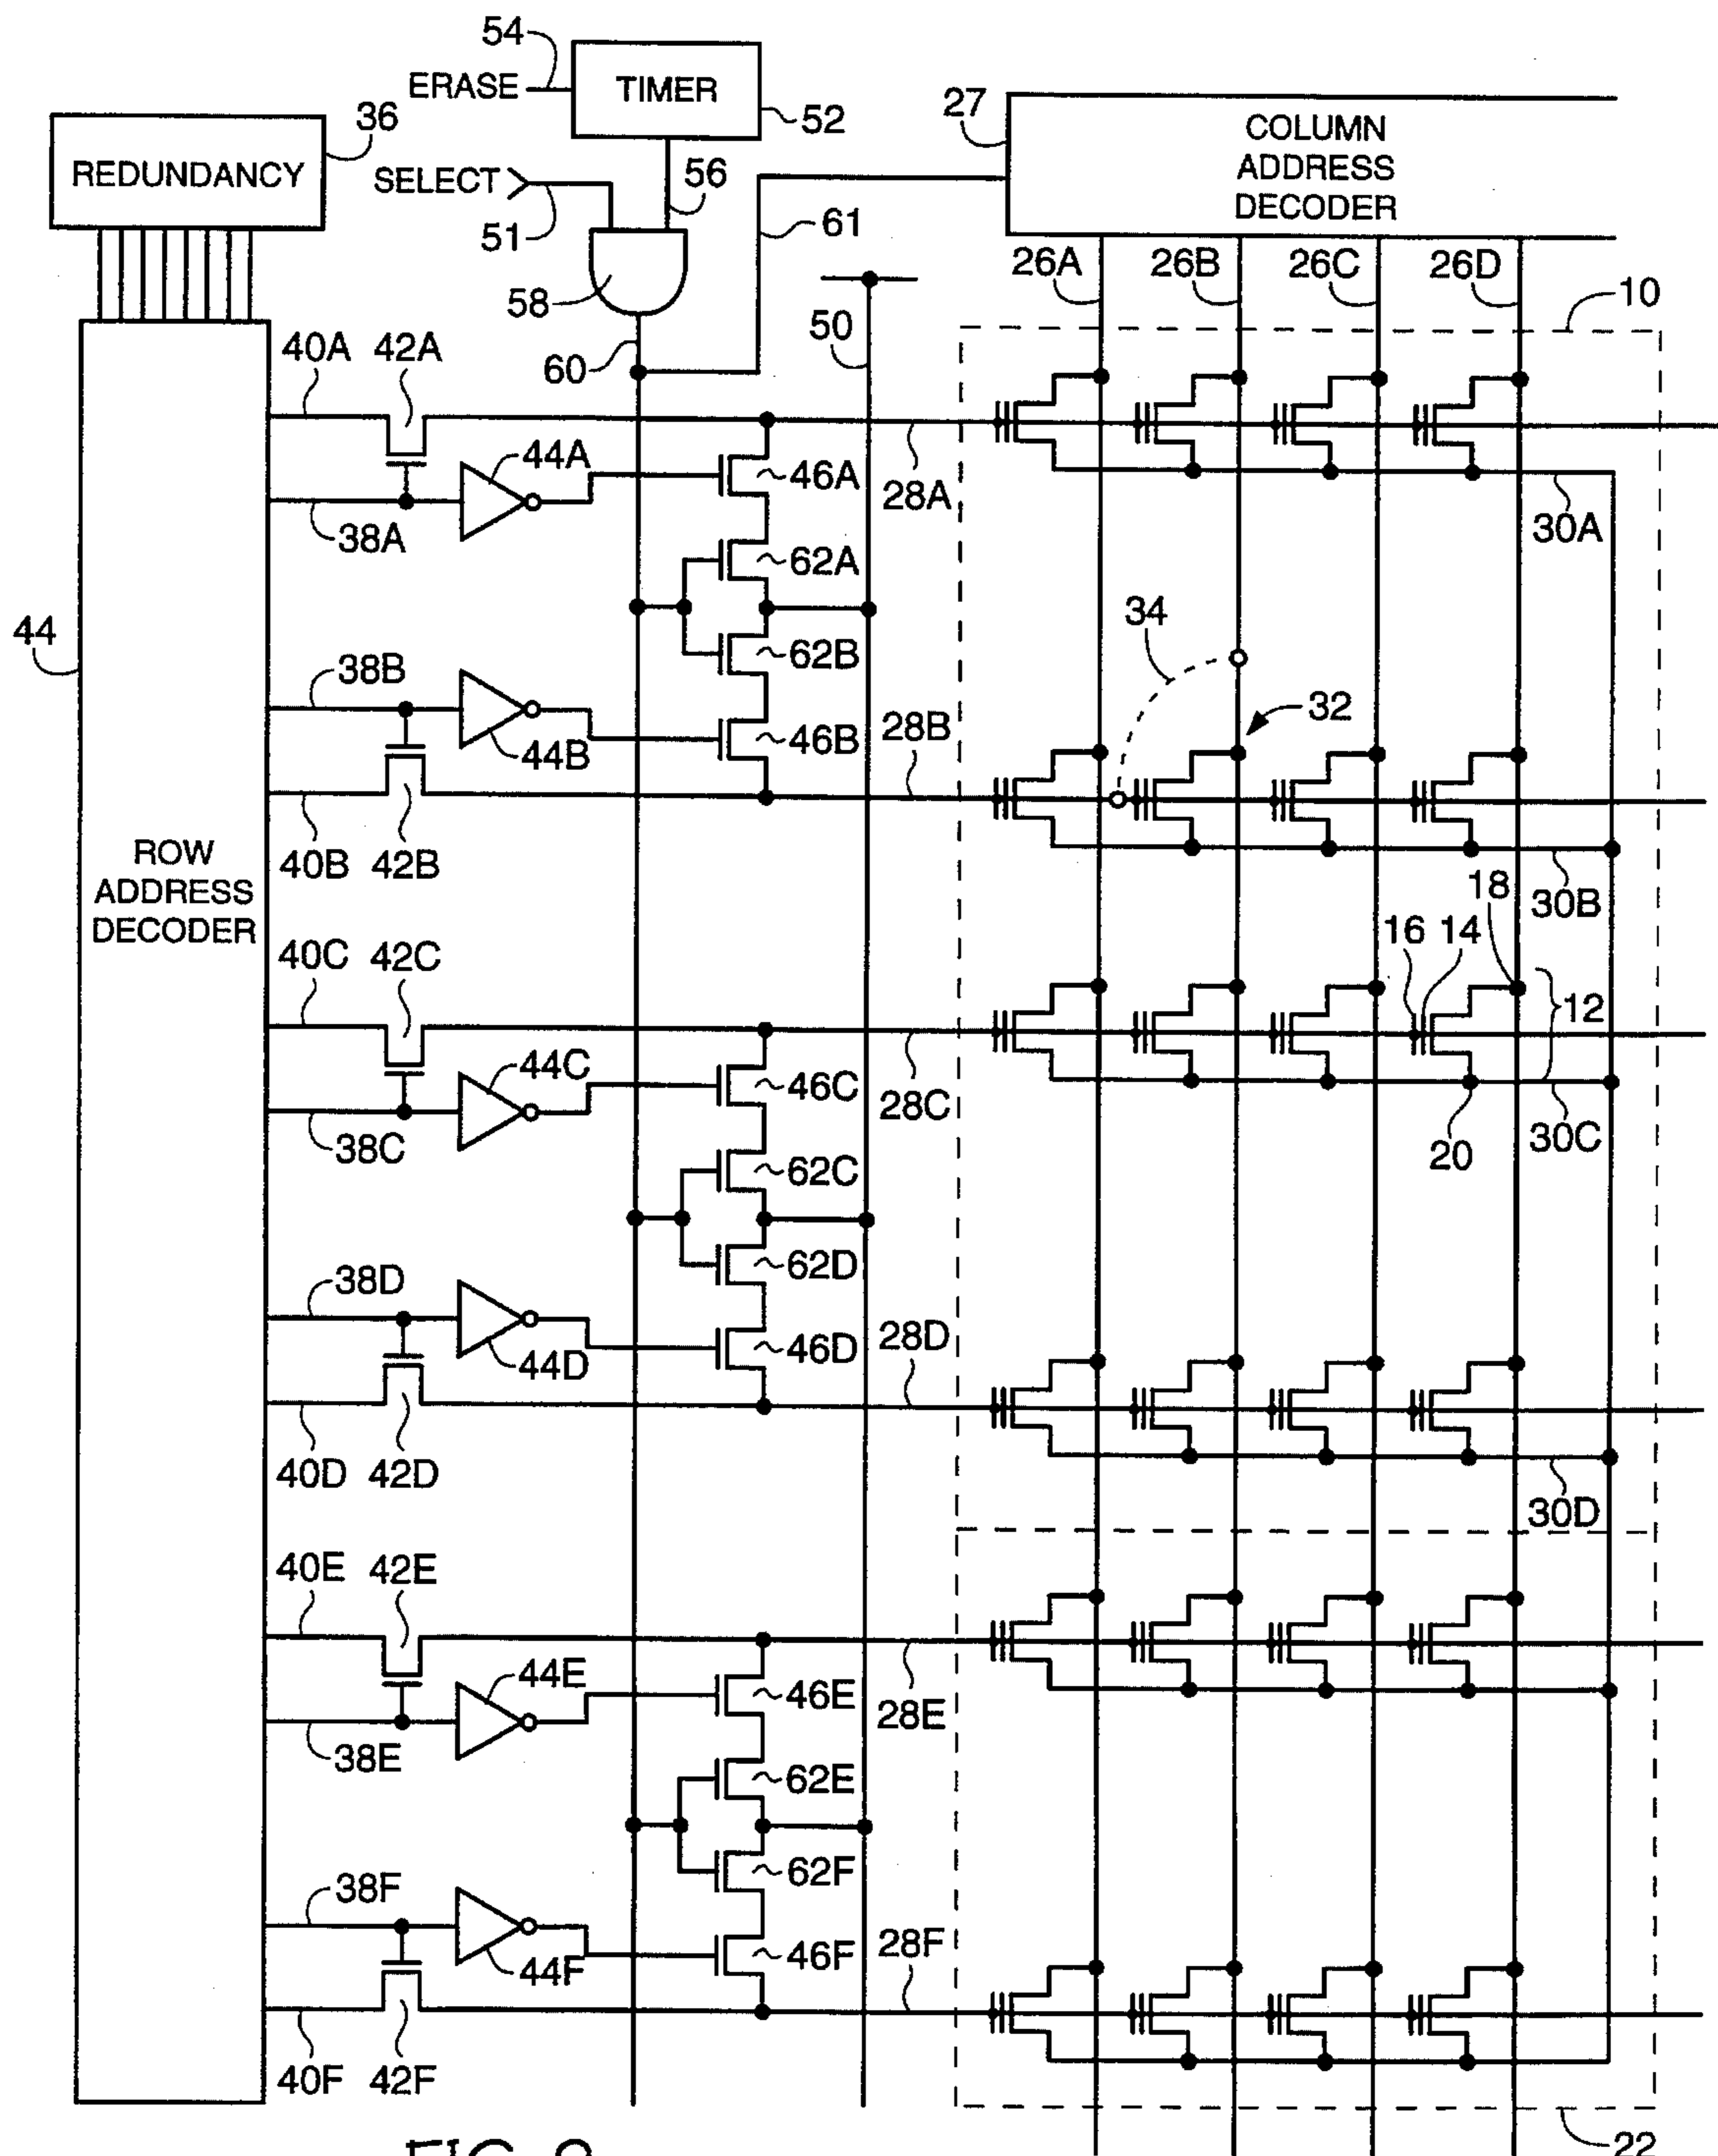 54
ERASE
TIMER
52
27
COLUMN
ADDRESS
DECODER
36
REDUNDANCY
SELECT
51
56
61
58
60
50
26A
26B
26C
26D
10
40A
42A
44A
46A
28A
38A
30A
62A
44
34
38B
62B
32
44B
46B
28B
40B
42B
ROW
ADDRESS
DECODER
30B
18
16
14
12
40C
42C
44C
46C
28C
38C
30C
20
62C
38D
62D
44D
46D
28D
40D
42D
30D
40E
42E
44E
46E
28E
38E
62E
38F
62F
44F
46F
28F
40F
42F
22